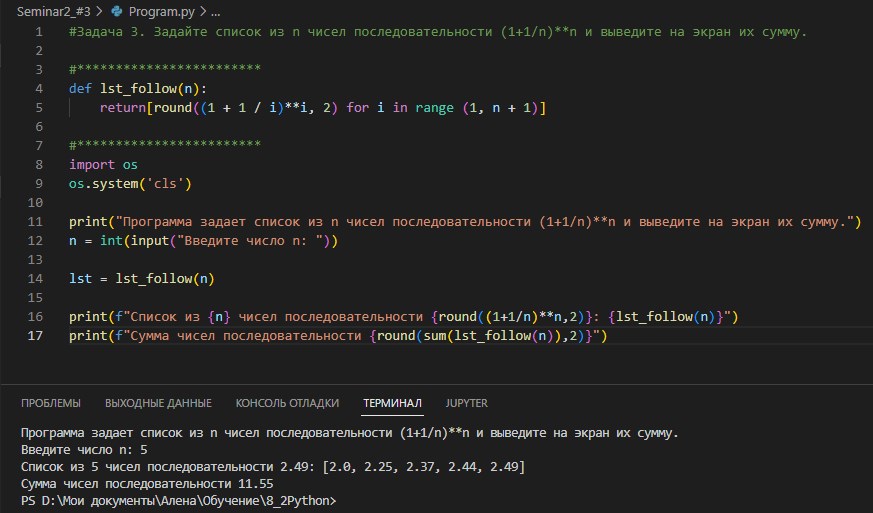 Seminar2_#3 > Program.py > ...
1 #Задача 3. Задайте список из n чисел последовательности (1+1/n)**n и выведите на экран их сумму.
2
3 #************************
4 def lst_follow(n):
5 return[round((1 + 1 / i)**i, 2) for i in range (1, n + 1)]
6
7 #************************
8 import os
9 os.system('cls')
10
11 print("Программа задает список из n чисел последовательности (1+1/n)**n и выведите на экран их сумму.")
12 n = int(input("Введите число n: "))
13
14 lst = lst_follow(n)
15
16 print(f"Список из {n} чисел последовательности {round((1+1/n)**n,2)}: {lst_follow(n)}")
17 print(f"Сумма чисел последовательности {round(sum(lst_follow(n)),2)}")
ПРОБЛЕМЫ ВЫХОДНЫЕ ДАННЫЕ КОНСОЛЬ ОТЛАДКИ ТЕРМИНАЛ JUPYTER
Программа задает список из n чисел последовательности (1+1/n)**n и выведите на экран их сумму.
Введите число n: 5
Список из 5 чисел последовательности 2.49: [2.0, 2.25, 2.37, 2.44, 2.49]
Сумма чисел последовательности 11.55
PS D:\Мои документы\Алена\Обучение\8_2Python>